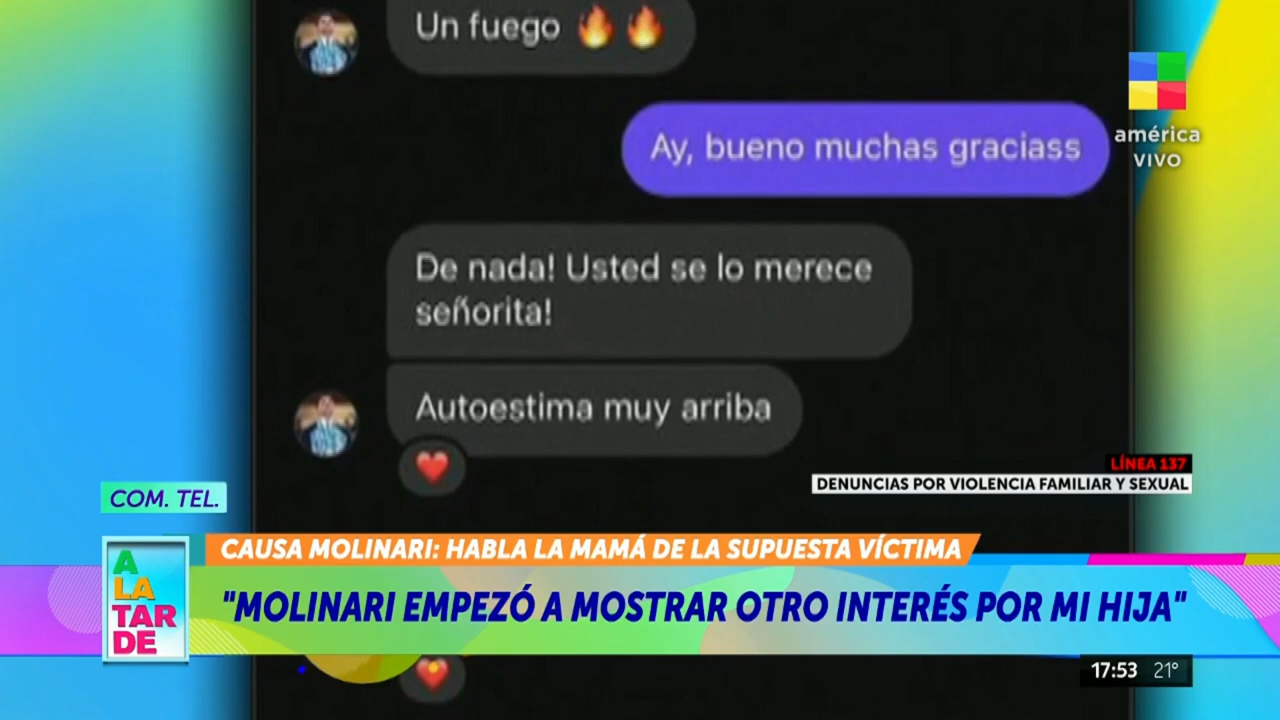 Un fuego 🔥 🔥
américa
VIVO
Ay, bueno muchas graciass
De nada! Usted se lo merece
señorita!
Autoestima muy arriba
LÍNEA 137
DENUNCIAS POR VIOLENCIA FAMILIAR Y SEXUAL
COM. TEL.
A
LA
TAR
DE
CAUSA MOLINARI: HABLA LA MAMÁ DE LA SUPUESTA VÍCTIMA
"MOLINARI EMPEZÓ A MOSTRAR OTRO INTERÉS POR MI HIJA"
17:53 21°